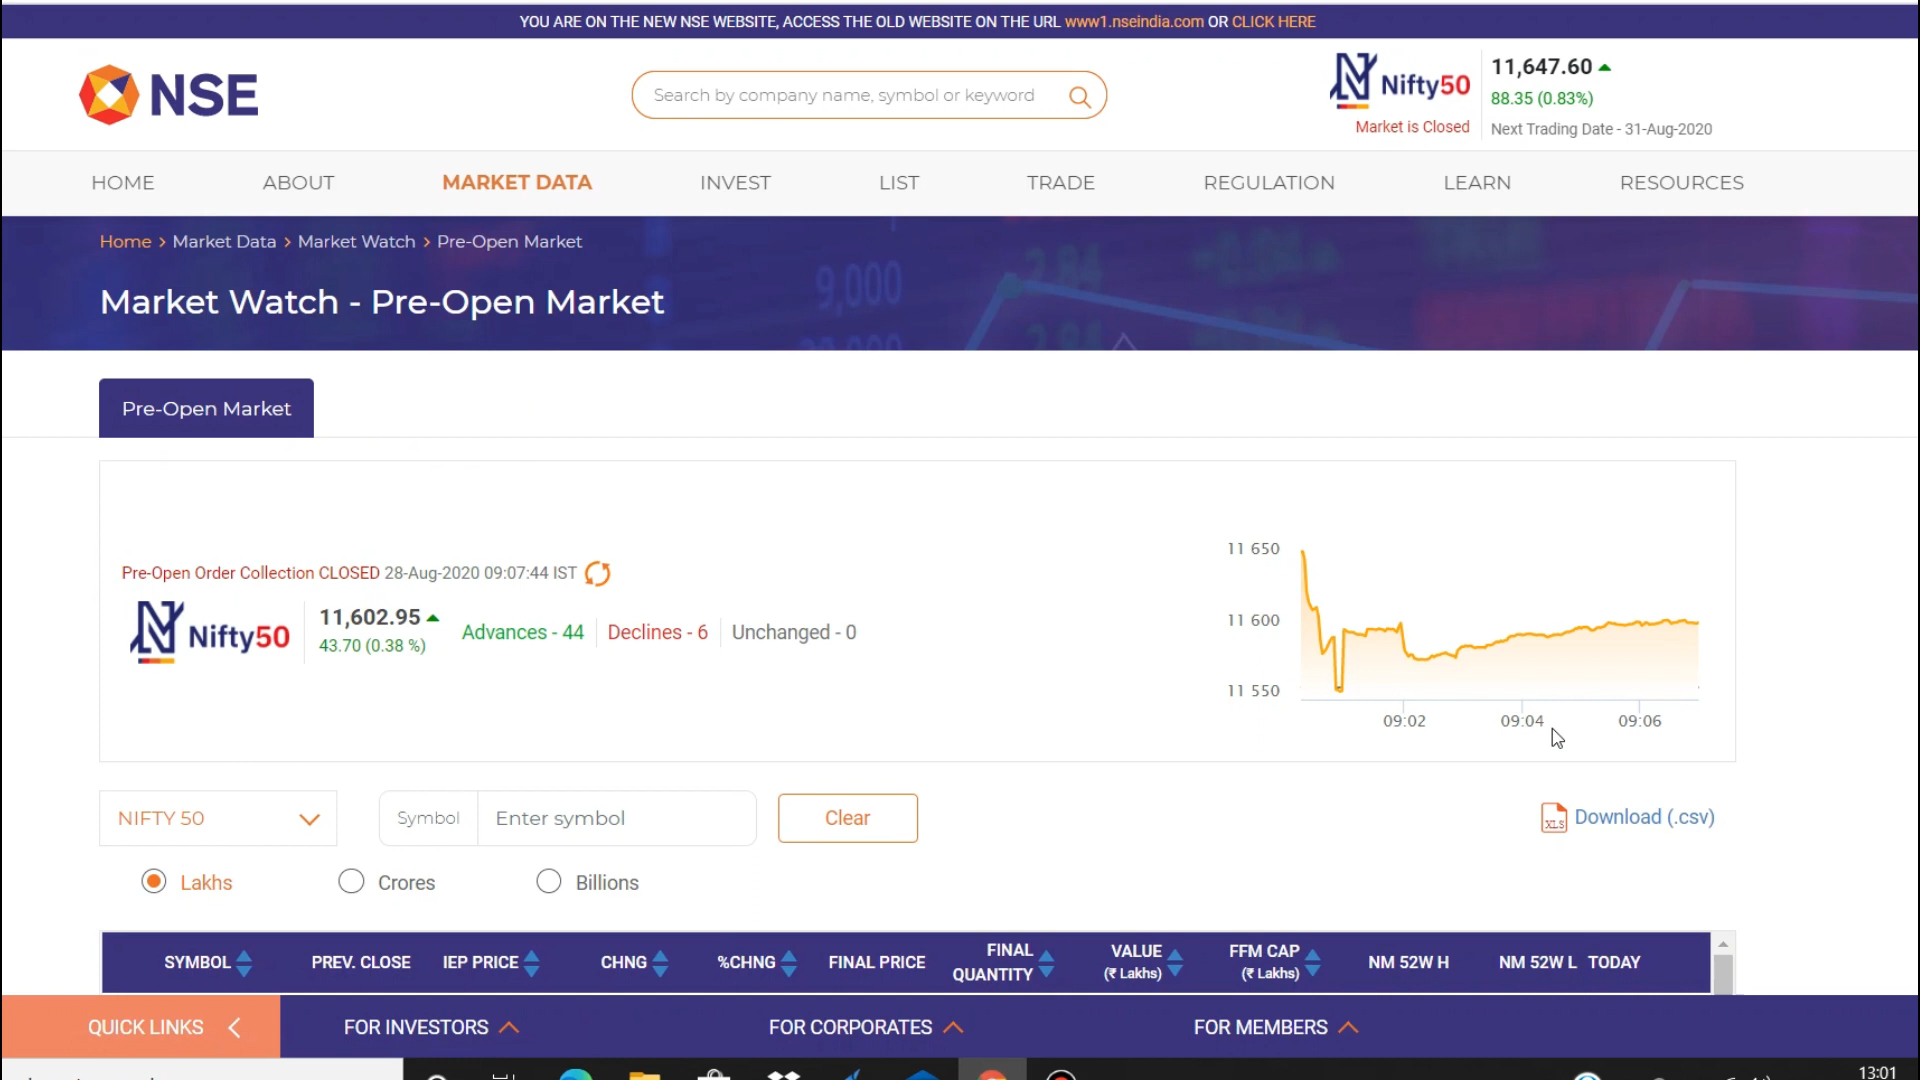 YOU ARE ON THE NEW NSE WEBSITE, ACCESS THE OLD WEBSITE ON THE URL www1.nseindia.com OR CLICK HERE
NSE
Search by company name, symbol or keyword
Nifty50
Market is Closed
11,647.60
88.35 (0.83%)
Next Trading Date - 31-Aug-2020
HOME ABOUT MARKET DATA INVEST LIST TRADE REGULATION LEARN RESOURCES
Home > Market Data > Market Watch > Pre-Open Market
9,000
2.84
2.84
Market Watch - Pre-Open Market
Pre-Open Market
Pre-Open Order Collection CLOSED 28-Aug-2020 09:07:44 IST
Nifty50
11,602.95
43.70 (0.38 %)
Advances - 44 Declines - 6 Unchanged - 0
11 650
11 600
11 550
09:02 09:04 09:06
NIFTY 50 Symbol Enter symbol Clear
XLS Download (.csv)
Lakhs Crores Billions
SYMBOL PREV. CLOSE IEP PRICE CHNG %CHNG FINAL PRICE FINAL QUANTITY VALUE (₹ Lakhs) FFM CAP (₹ Lakhs) NM 52W H NM 52W L TODAY
QUICK LINKS FOR INVESTORS FOR CORPORATES FOR MEMBERS
13:01